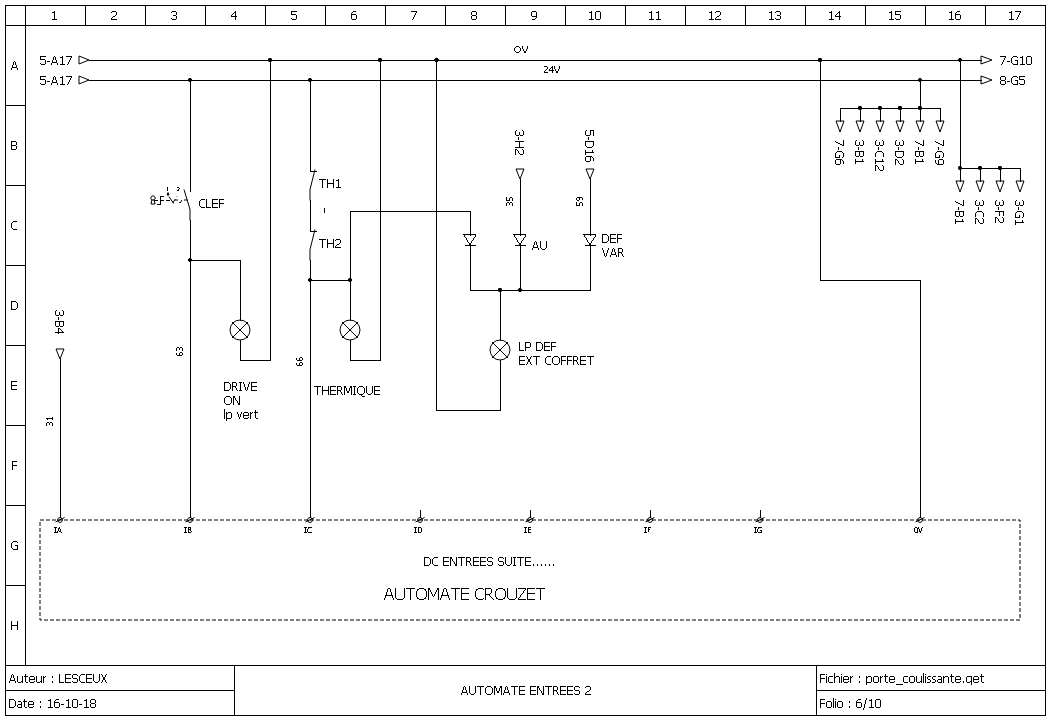 1 2 3 4 5 6 7 8 9 10 11 12 13 14 15 16 17
A
B
C
D
E
F
G
H
5-A17
5-A17
0V
24V
7-G10
8-G5
7-G6
3-B1
3-C12
3-D2
7-B1
7-G9
7-B1
3-C2
3-F2
3-G1
3-H2
5-D16
35
59
1 2
CLEF
TH1
TH2
AU
DEF
VAR
3-B4
31
63
66
DRIVE
ON
lp vert
THERMIQUE
LP DEF
EXT COFFRET
IA IB IC ID IE IF IG 0V
DC ENTREES SUITE......
AUTOMATE CROUZET
Auteur : LESCEUX
Date : 16-10-18
AUTOMATE ENTREES 2
Fichier : porte_coulissante.qet
Folio : 6/10